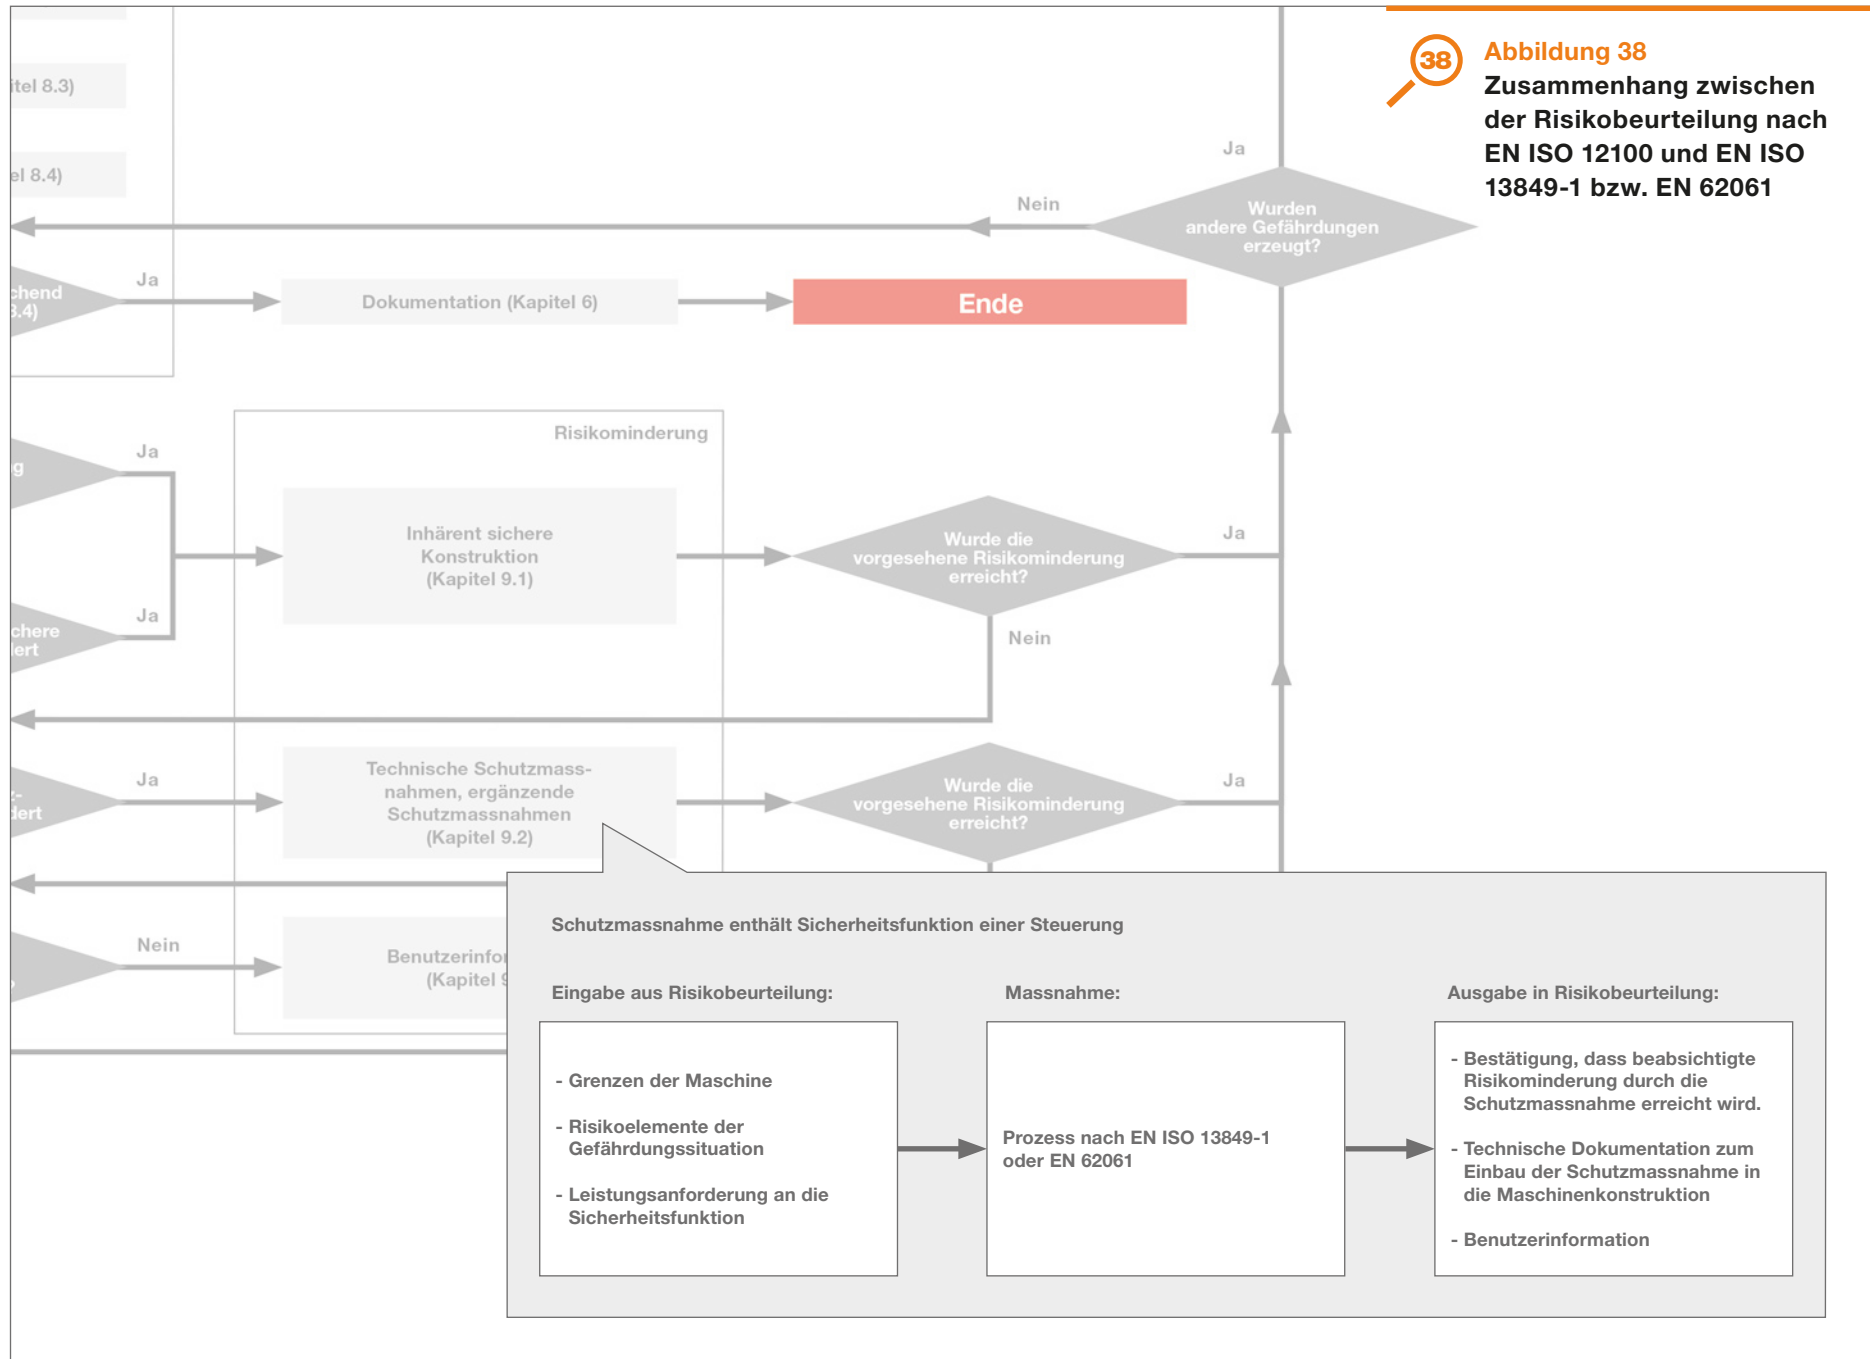 38
Abbildung 38
Zusammenhang zwischen
der Risikobeurteilung nach
EN ISO 12100 und EN ISO
13849-1 bzw. EN 62061
itel 8.3)
el 8.4)
Ja
Nein
Wurden
andere Gefährdungen
erzeugt?
chend
3.4)
Ja
Dokumentation (Kapitel 6)
Ende
Risikominderung
g
Ja
Inhärent sichere
Konstruktion
(Kapitel 9.1)
Wurde die
vorgesehene Risikominderung
erreicht?
Ja
chere
ert
Ja
Nein
dert
Ja
Technische Schutzmass-
nahmen, ergänzende
Schutzmassnahmen
(Kapitel 9.2)
Wurde die
vorgesehene Risikominderung
erreicht?
Ja
Nein
Benutzerinfor
(Kapitel 9
Schutzmassnahme enthält Sicherheitsfunktion einer Steuerung
Eingabe aus Risikobeurteilung:
- Grenzen der Maschine
- Risikoelemente der
Gefährdungssituation
- Leistungsanforderung an die
Sicherheitsfunktion
Massnahme:
Prozess nach EN ISO 13849-1
oder EN 62061
Ausgabe in Risikobeurteilung:
- Bestätigung, dass beabsichtigte
Risikominderung durch die
Schutzmassnahme erreicht wird.
- Technische Dokumentation zum
Einbau der Schutzmassnahme in
die Maschinenkonstruktion
- Benutzerinformation